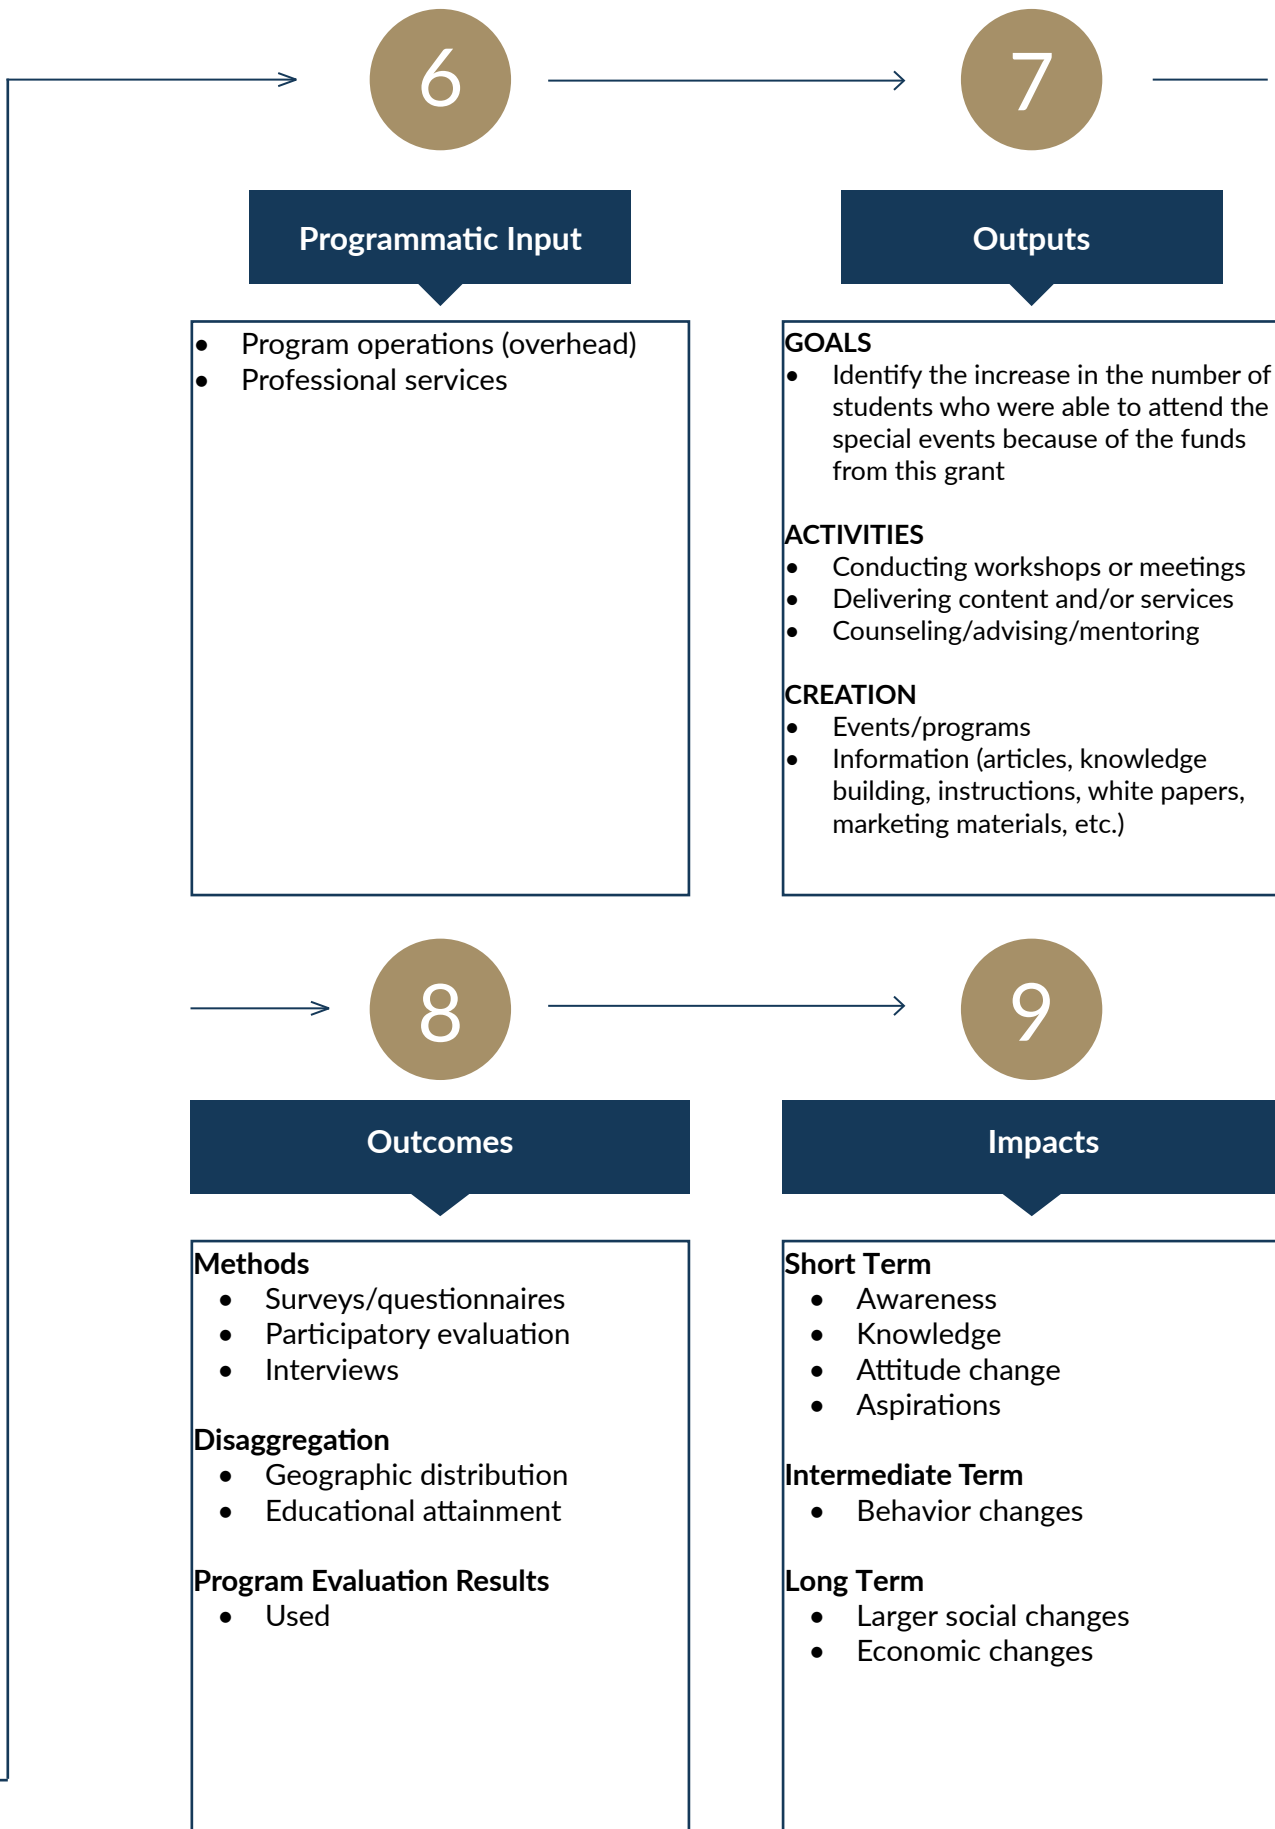 6
Programmatic Input
• Program operations (overhead)
• Professional services
7
Outputs
GOALS
• Identify the increase in the number of
students who were able to attend the
special events because of the funds
from this grant
ACTIVITIES
• Conducting workshops or meetings
• Delivering content and/or services
• Counseling/advising/mentoring
CREATION
• Events/programs
• Information (articles, knowledge
building, instructions, white papers,
marketing materials, etc.)
8
Outcomes
Methods
• Surveys/questionnaires
• Participatory evaluation
• Interviews
Disaggregation
• Geographic distribution
• Educational attainment
Program Evaluation Results
• Used
9
Impacts
Short Term
• Awareness
• Knowledge
• Attitude change
• Aspirations
Intermediate Term
• Behavior changes
Long Term
• Larger social changes
• Economic changes